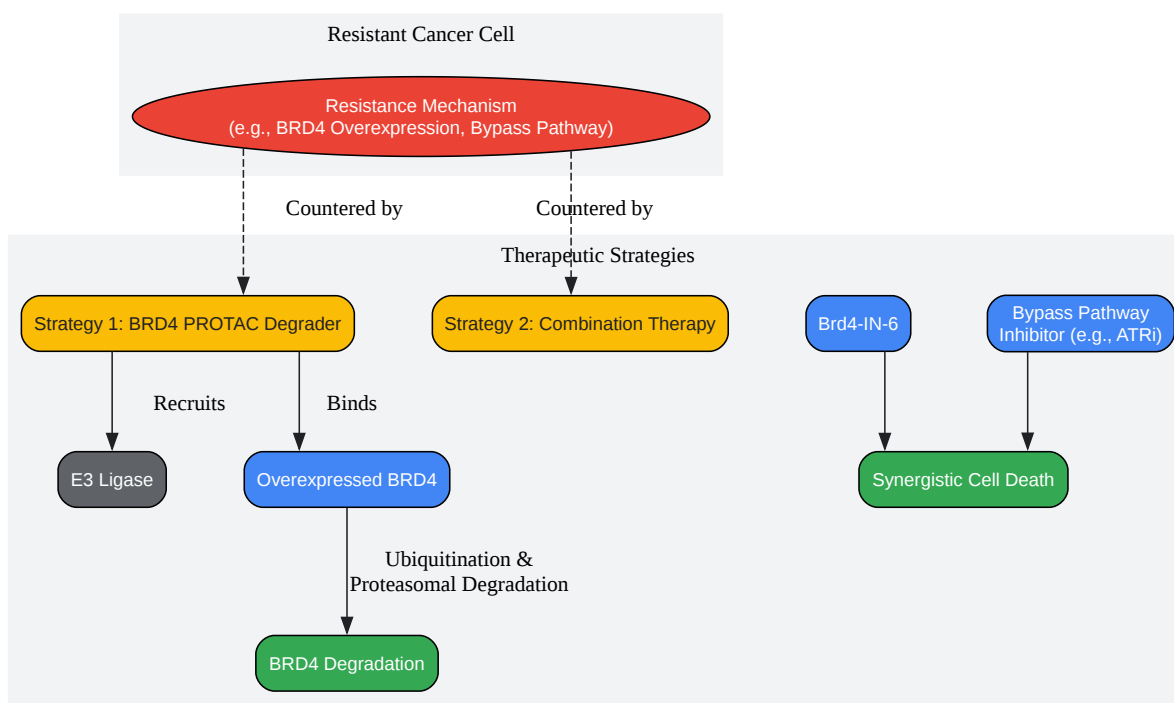 Resistant Cancer Cell
Resistance Mechanism
(e.g., BRD4 Overexpression, Bypass Pathway)
Countered by
Countered by
Therapeutic Strategies
Strategy 1: BRD4 PROTAC Degrader
Strategy 2: Combination Therapy
Brd4-IN-6
Bypass Pathway
Inhibitor (e.g., ATRi)
Recruits
Binds
E3 Ligase
Overexpressed BRD4
Synergistic Cell Death
Ubiquitination &
Proteasomal Degradation
BRD4 Degradation